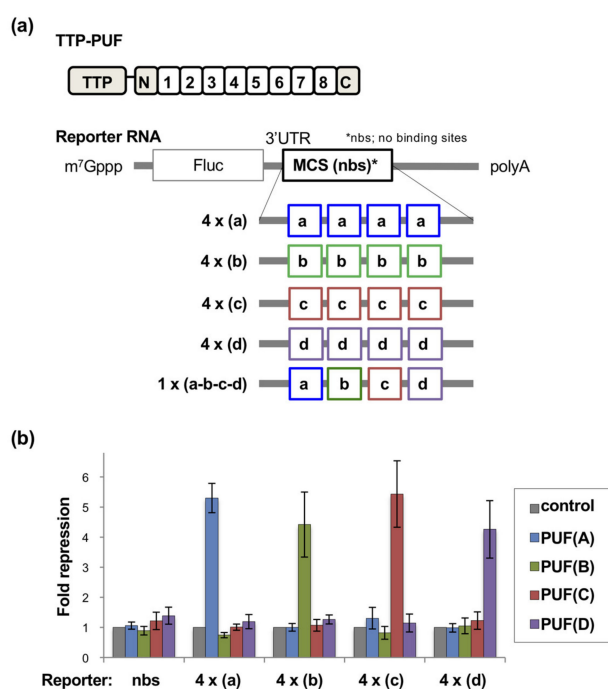 (a)
TTP-PUF
TTP N 1 2 3 4 5 6 7 8 C
Reporter RNA 3'UTR *nbs; no binding sites
m⁷Gppp Fluc MCS (nbs)* polyA
4 x (a) a a a a
4 x (b) b b b b
4 x (c) c c c c
4 x (d) d d d d
1 x (a-b-c-d) a b c d
(b)
Fold repression
6
5
4
3
2
1
0
control
PUF(A)
PUF(B)
PUF(C)
PUF(D)
Reporter: nbs 4 x (a) 4 x (b) 4 x (c) 4 x (d)